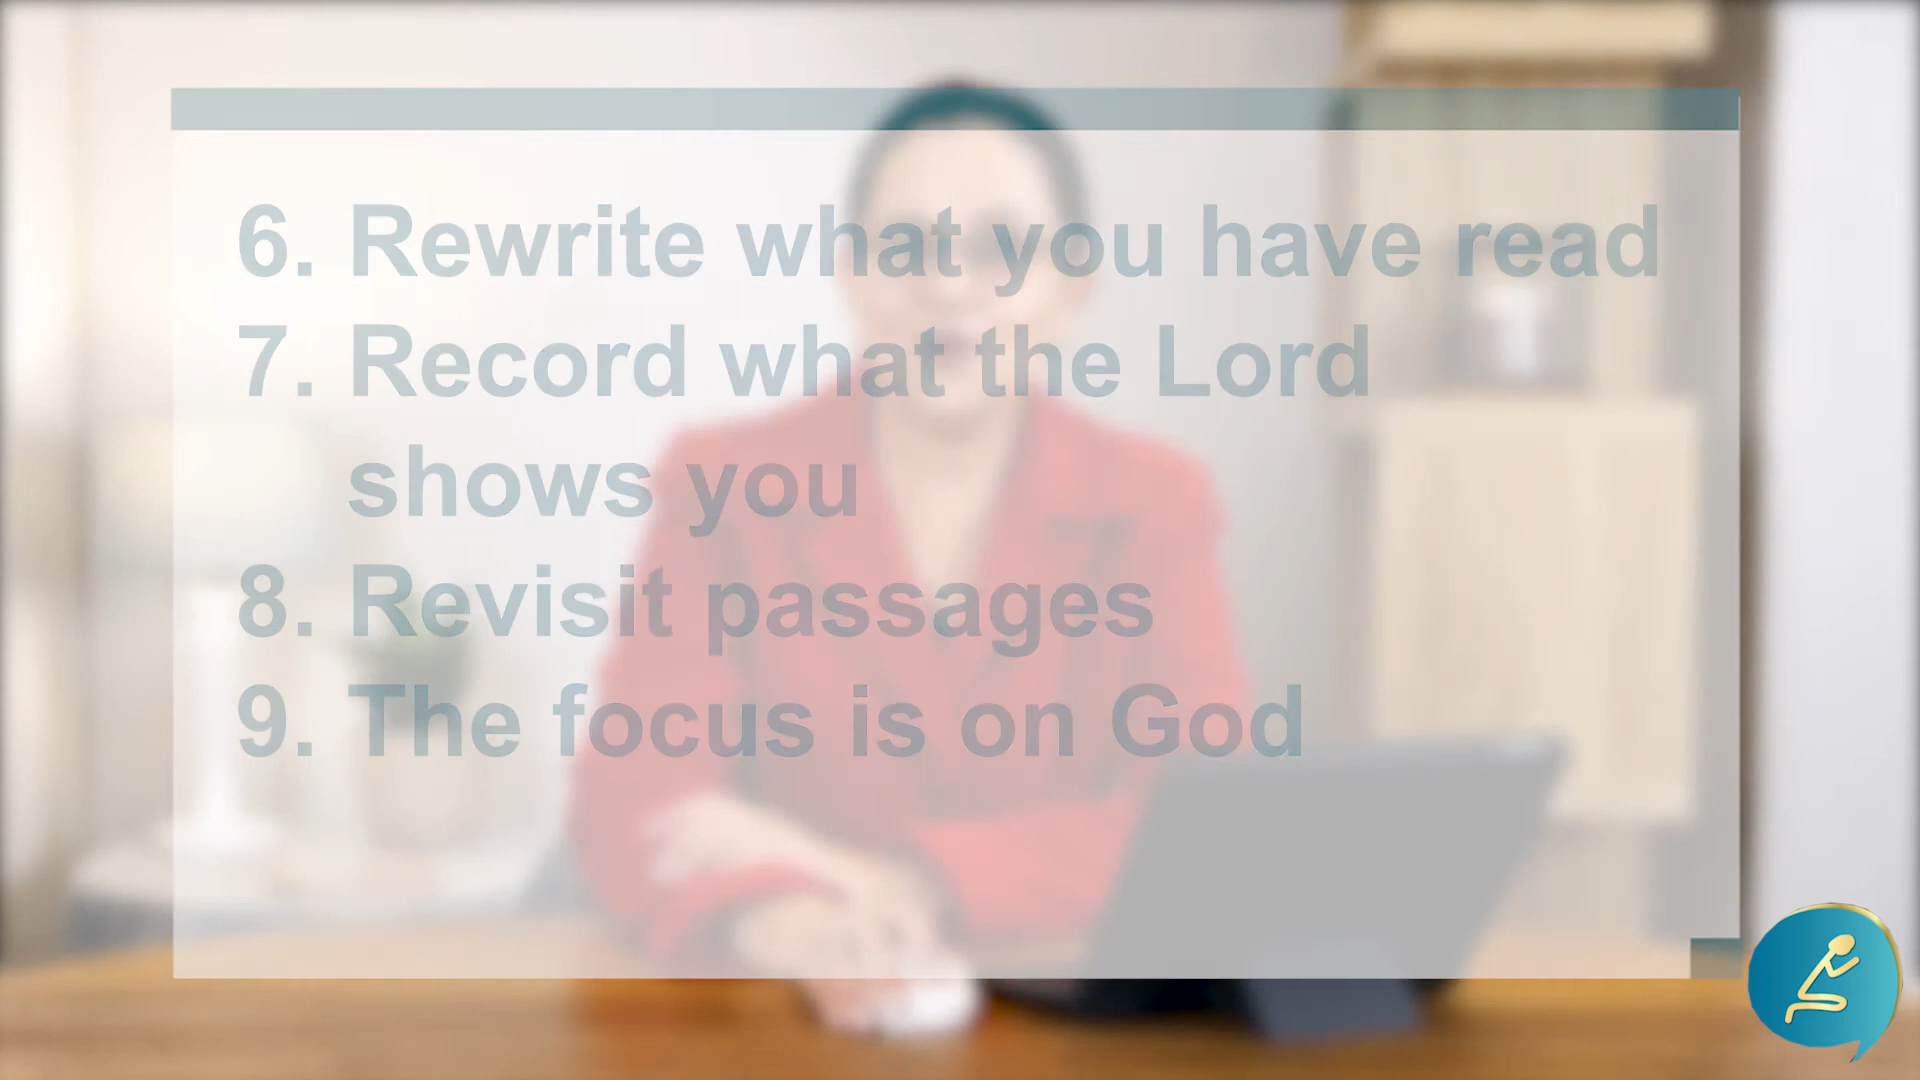 6. Rewrite what you have read
7. Record what the Lord
shows you
8. Revisit passages
9. The focus is on God